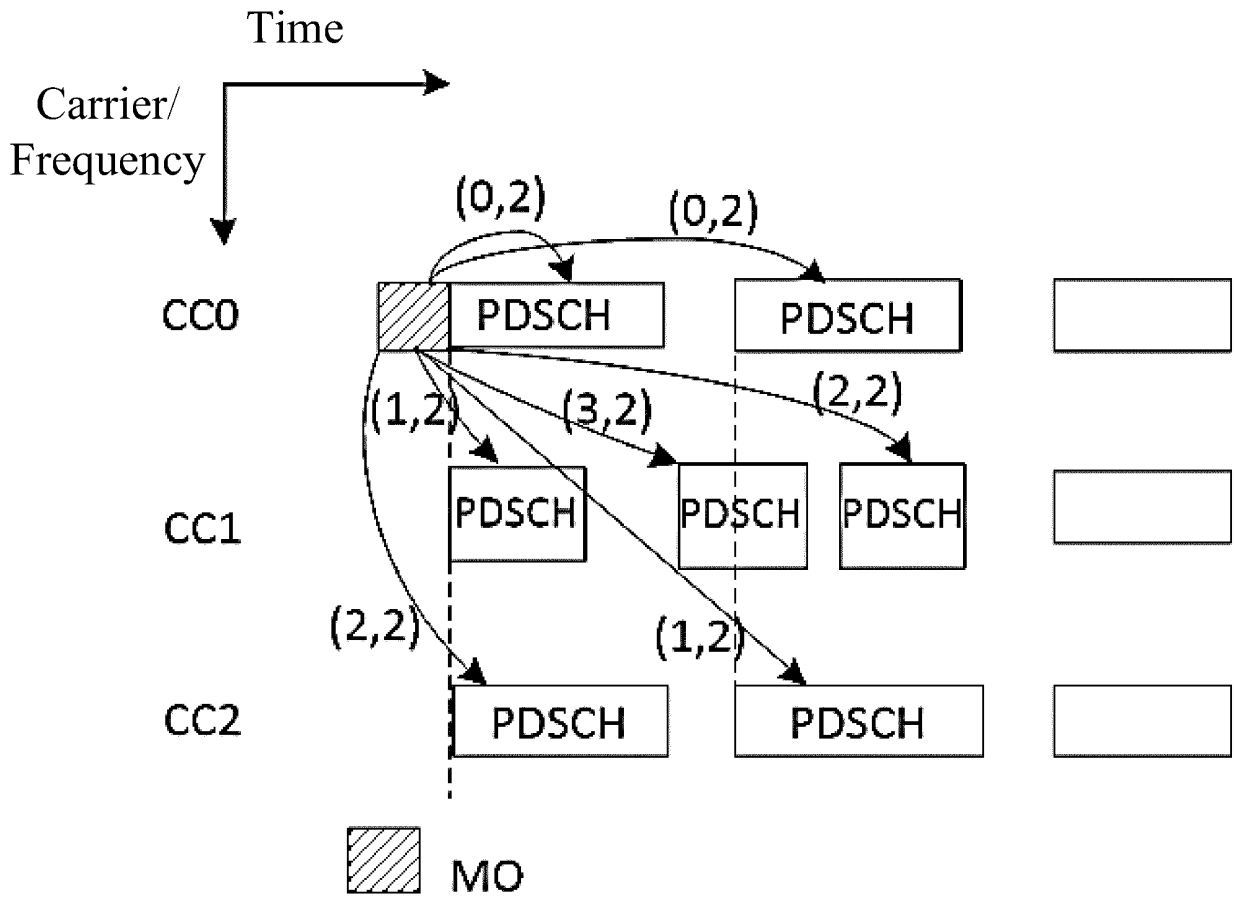 Time
Carrier/
Frequency
(0,2)
(0,2)
CC0
PDSCH
PDSCH
(1,2)
(3,2)
(2,2)
CC1
PDSCH
PDSCH
PDSCH
(2,2)
(1,2)
CC2
PDSCH
PDSCH
MO